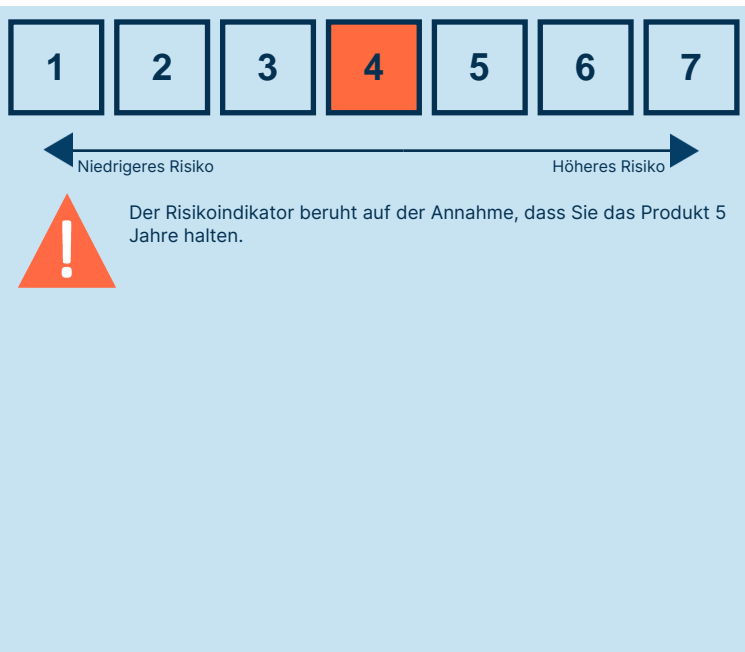 1 2 3 4 5 6 7
Niedrigeres Risiko Höheres Risiko
! Der Risikoindikator beruht auf der Annahme, dass Sie das Produkt 5
Jahre halten.